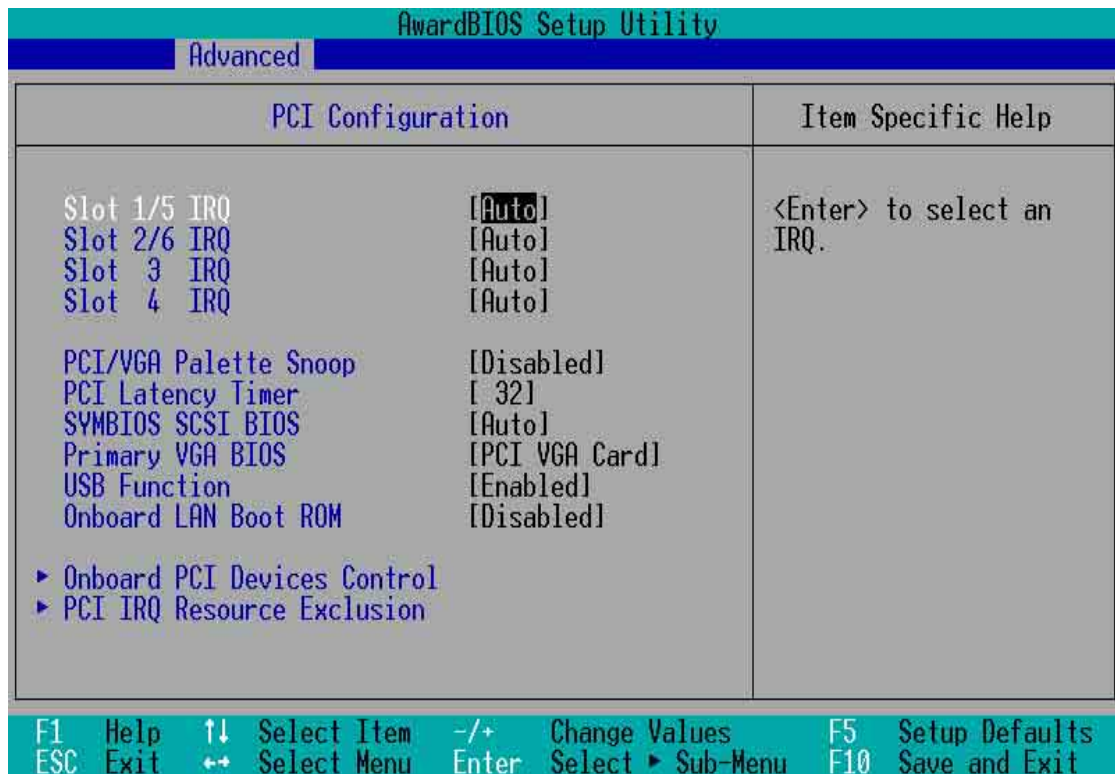 AwardBIOS Setup Utility
Advanced
PCI Configuration
Item Specific Help
Slot 1/5 IRQ [Auto]
Slot 2/6 IRQ [Auto]
Slot 3 IRQ [Auto]
Slot 4 IRQ [Auto]
PCI/VGA Palette Snoop [Disabled]
PCI Latency Timer [ 32]
SYMBIOS SCSI BIOS [Auto]
Primary VGA BIOS [PCI VGA Card]
USB Function [Enabled]
Onboard LAN Boot ROM [Disabled]
▸ Onboard PCI Devices Control
▸ PCI IRQ Resource Exclusion
<Enter> to select an
IRQ.
F1 Help ↑↓ Select Item -/+ Change Values F5 Setup Defaults
ESC Exit ←→ Select Menu Enter Select ▸ Sub-Menu F10 Save and Exit